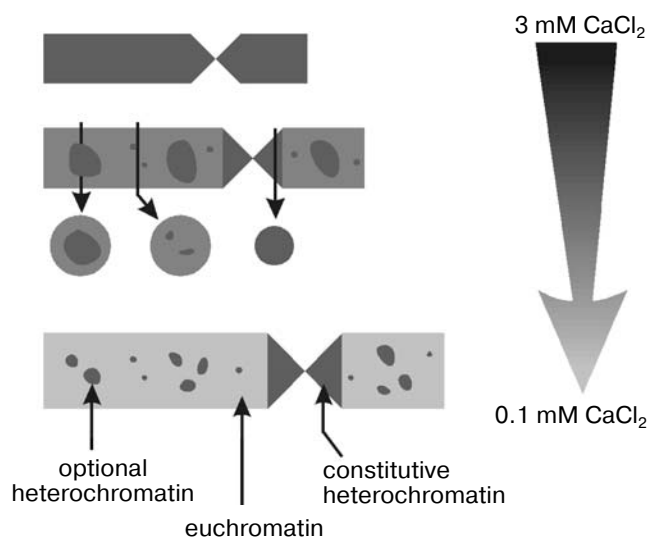 3 mM CaCl₂
0.1 mM CaCl₂
optional
heterochromatin
constitutive
heterochromatin
euchromatin